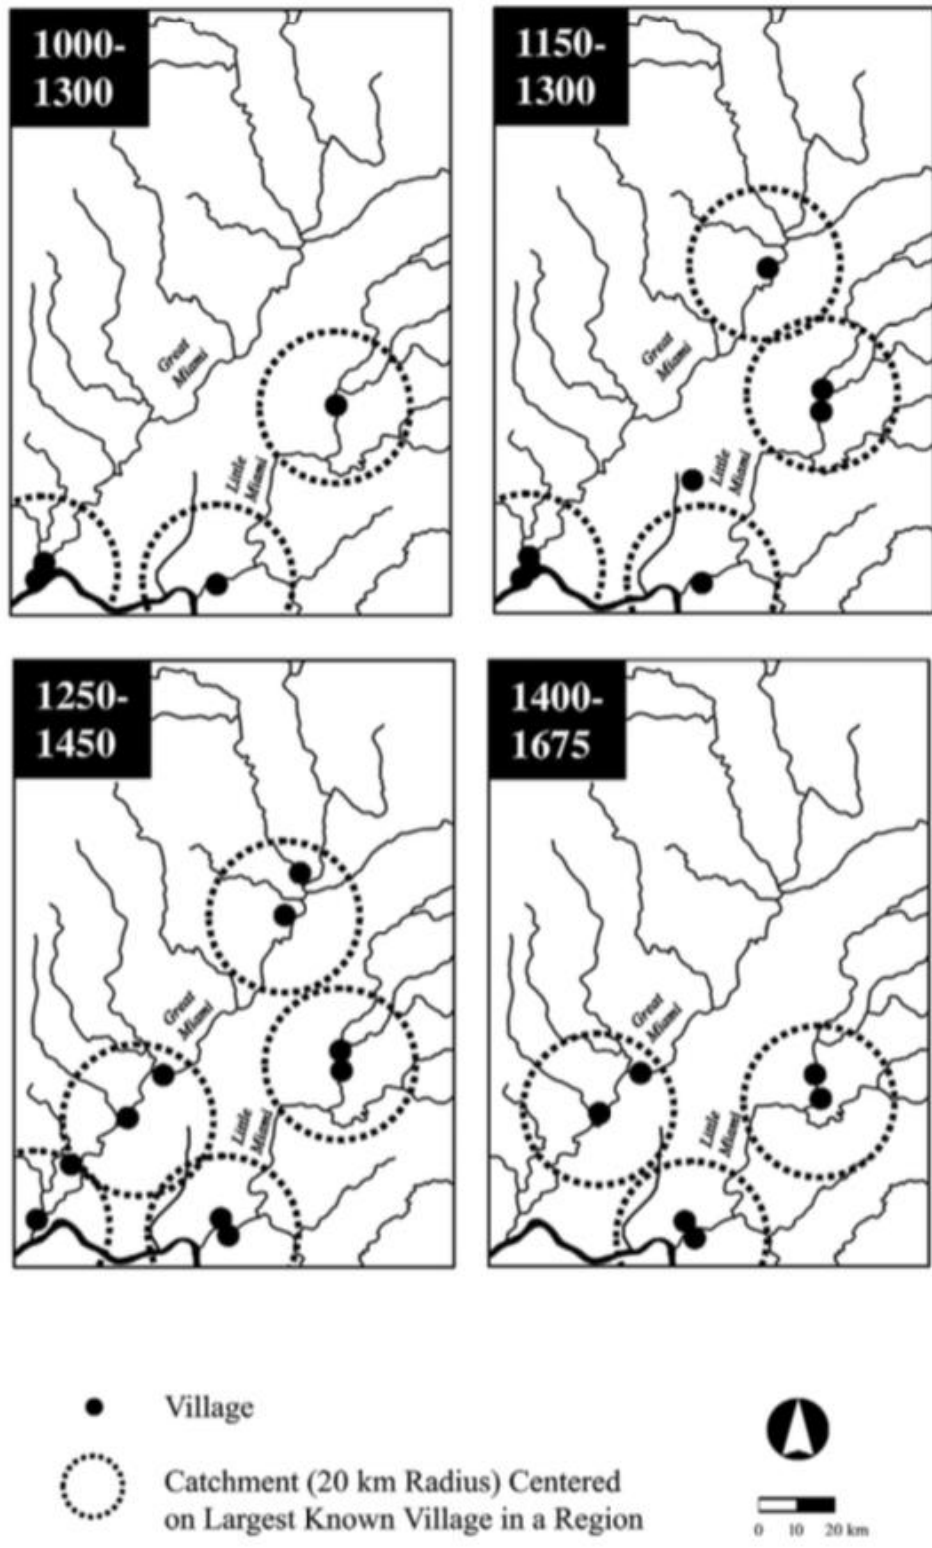 1000-
1300
Great
Miami
Little
Miami
1150-
1300
Great
Miami
Little
Miami
1250-
1450
Great
Miami
Little
Miami
1400-
1675
Great
Miami
Little
Miami
Village
Catchment (20 km Radius) Centered
on Largest Known Village in a Region
0 10 20 km